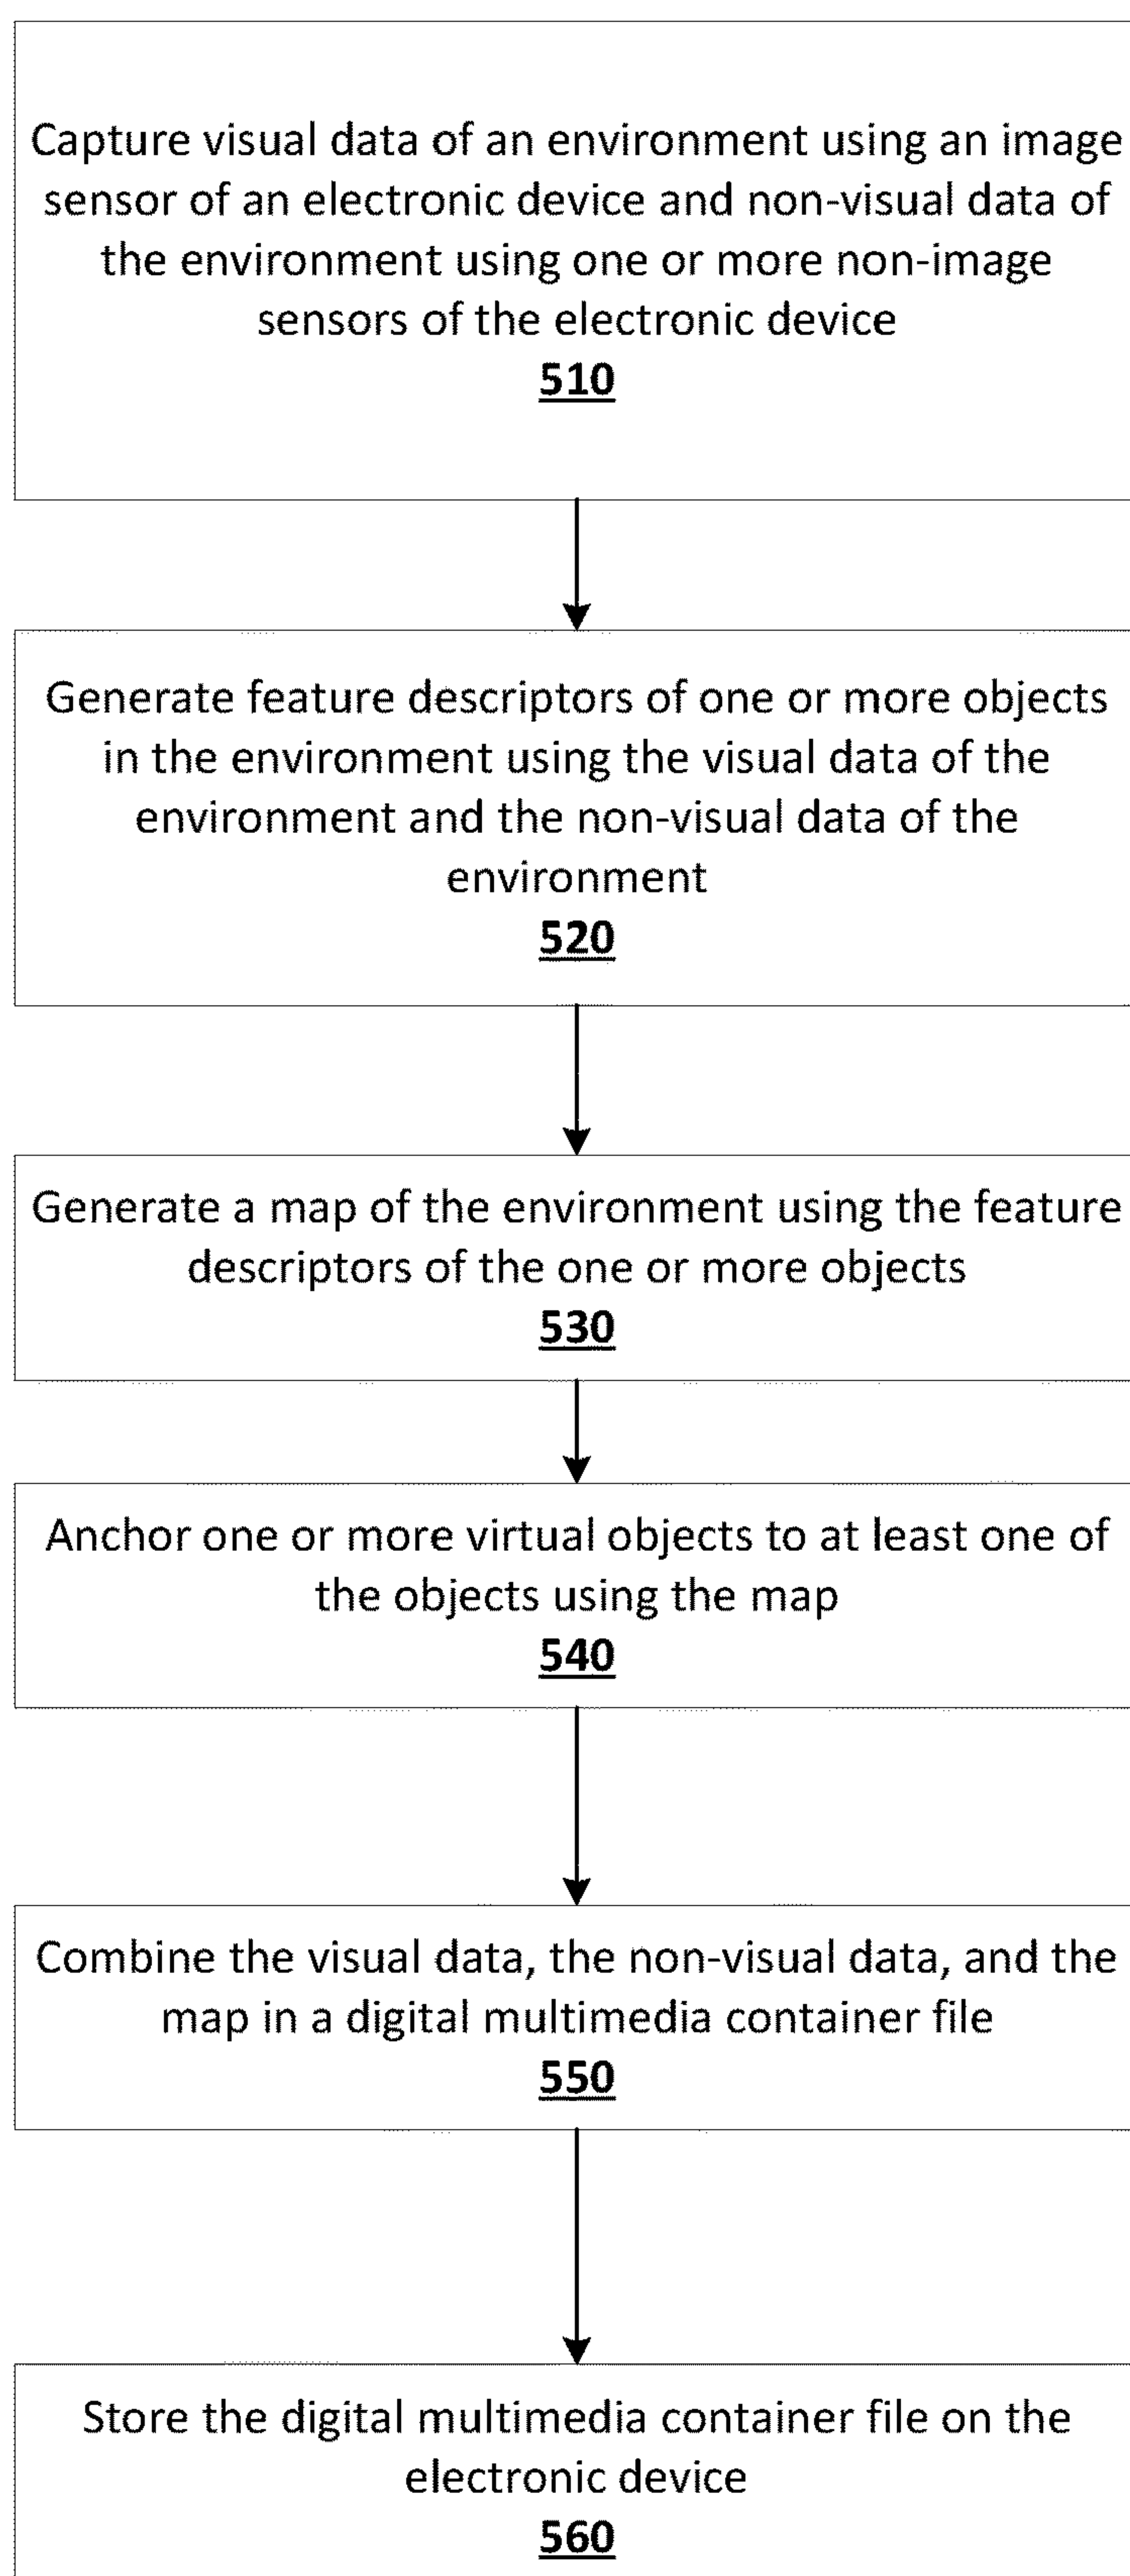 Capture visual data of an environment using an image
sensor of an electronic device and non-visual data of
the environment using one or more non-image
sensors of the electronic device
510
Generate feature descriptors of one or more objects
in the environment using the visual data of the
environment and the non-visual data of the
environment
520
Generate a map of the environment using the feature
descriptors of the one or more objects
530
Anchor one or more virtual objects to at least one of
the objects using the map
540
Combine the visual data, the non-visual data, and the
map in a digital multimedia container file
550
Store the digital multimedia container file on the
electronic device
560